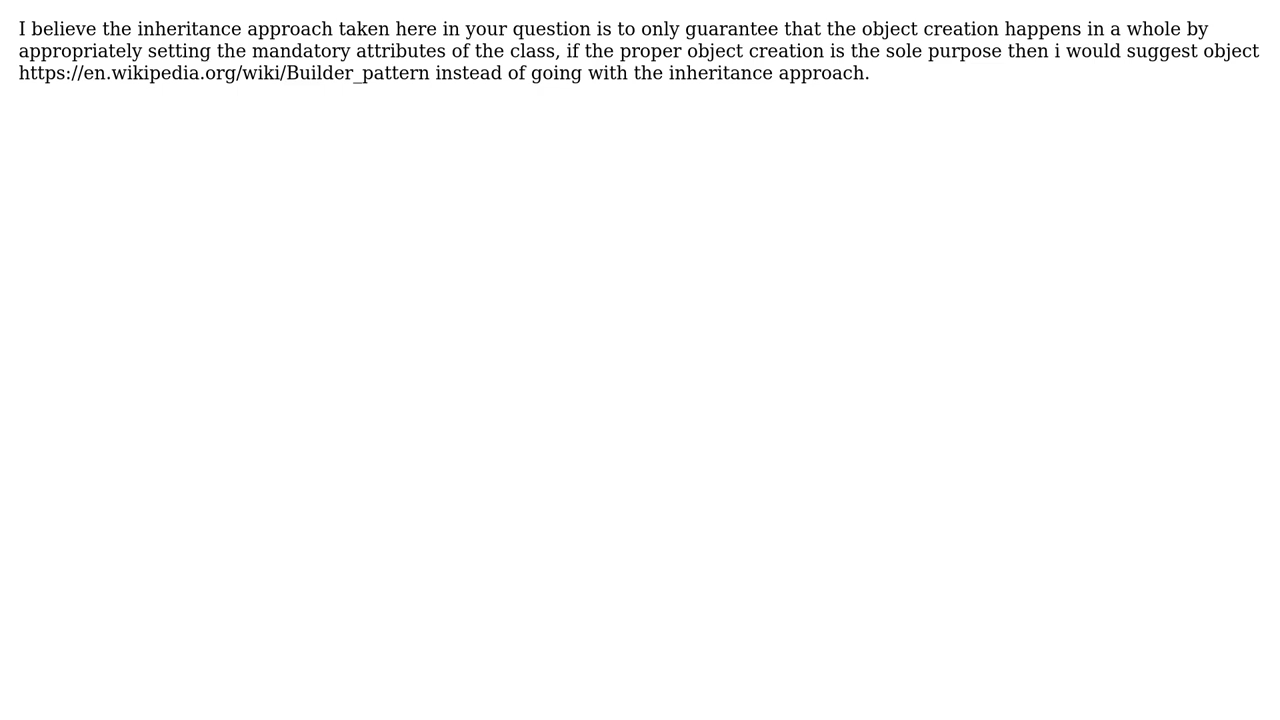 I believe the inheritance approach taken here in your question is to only guarantee that the object creation happens in a whole by
appropriately setting the mandatory attributes of the class, if the proper object creation is the sole purpose then i would suggest object
https://en.wikipedia.org/wiki/Builder_pattern instead of going with the inheritance approach.